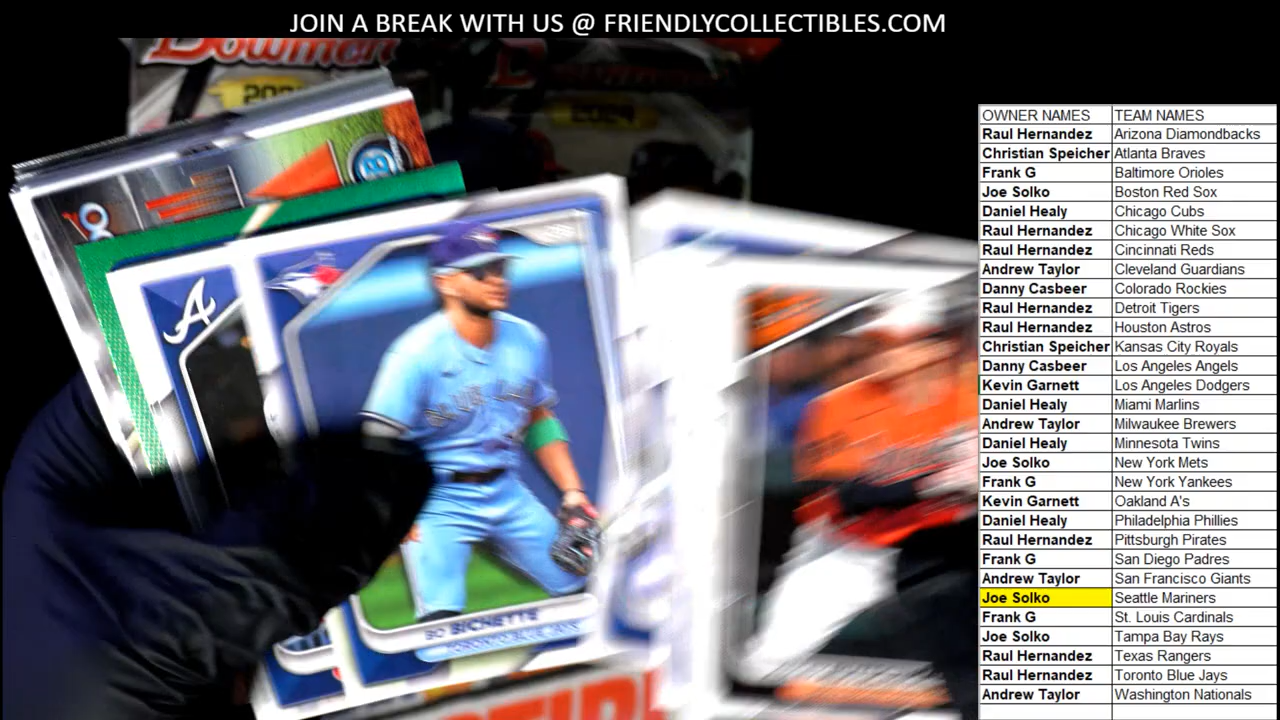 JOIN A BREAK WITH US @ FRIENDLYCOLLECTIBLES.COM
Bowman
2024
OWNER NAMES TEAM NAMES
Raul Hernandez Arizona Diamondbacks
Christian Speicher Atlanta Braves
Frank G Baltimore Orioles
Joe Solko Boston Red Sox
Daniel Healy Chicago Cubs
Raul Hernandez Chicago White Sox
Raul Hernandez Cincinnati Reds
Andrew Taylor Cleveland Guardians
Danny Casbeer Colorado Rockies
Raul Hernandez Detroit Tigers
Raul Hernandez Houston Astros
Christian Speicher Kansas City Royals
Danny Casbeer Los Angeles Angels
Kevin Garnett Los Angeles Dodgers
Daniel Healy Miami Marlins
Andrew Taylor Milwaukee Brewers
Daniel Healy Minnesota Twins
Joe Solko New York Mets
Frank G New York Yankees
Kevin Garnett Oakland A's
Daniel Healy Philadelphia Phillies
Raul Hernandez Pittsburgh Pirates
Frank G San Diego Padres
Andrew Taylor San Francisco Giants
Joe Solko Seattle Mariners
Frank G St. Louis Cardinals
Joe Solko Tampa Bay Rays
Raul Hernandez Texas Rangers
Raul Hernandez Toronto Blue Jays
Andrew Taylor Washington Nationals
A
BLUE JAYS
BO BICHETTE
TORONTO BLUE JAYS